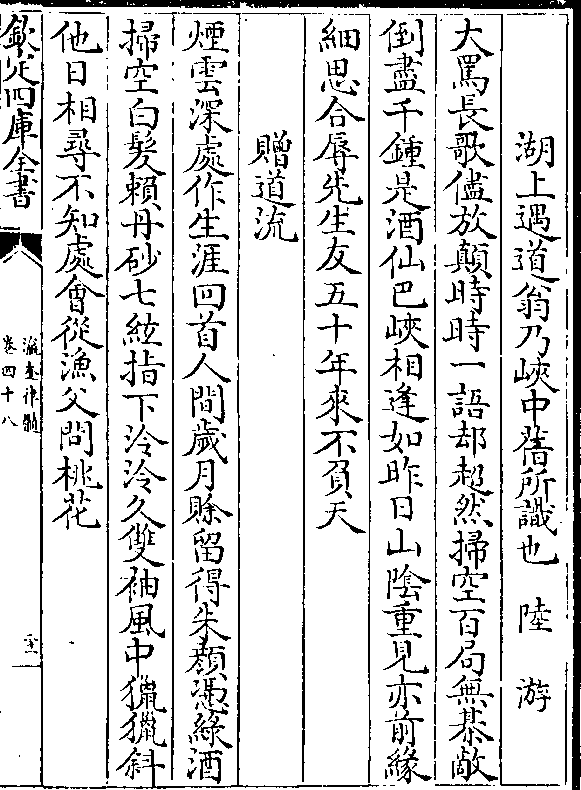 湖上遇道翁乃峽中舊所識也　陸　游
大罵長歌儘放顛時時一語却超然掃空百局無棊敵
倒盡千鍾是酒仙巴峽相逢如昨日山陰重見亦前緣
細思合辱先生友五十年來不負天
贈道流
煙雲深處作生涯回首人間歲月賒留得朱顏憑綠酒
掃空白髮賴丹砂七絃指下泠泠久雙袖風中獵獵斜
他日相尋不知處會從漁父問桃花
欽定四庫全書
瀛奎律髓
卷四十八